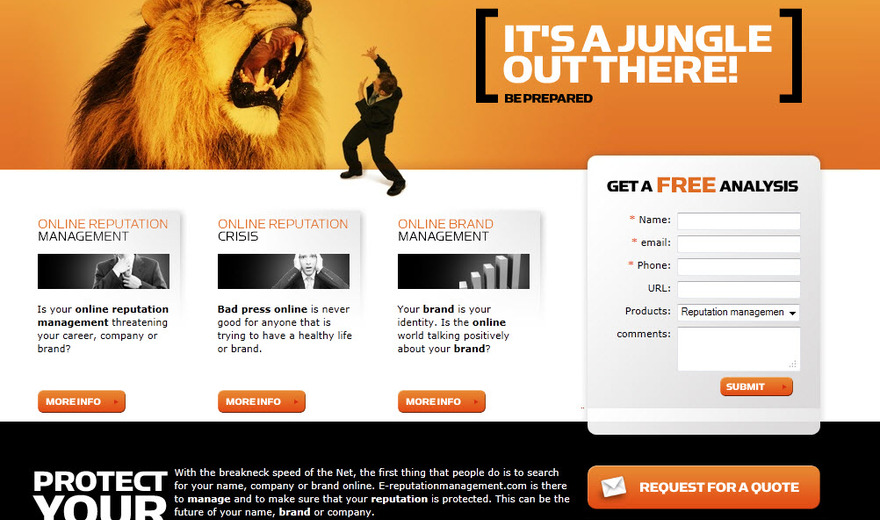 IT'S A JUNGLE
OUT THERE!
BE PREPARED
GET A FREE ANALYSIS
* Name:
* email:
* Phone:
URL:
Products: Reputation managemen
comments:
SUBMIT
ONLINE REPUTATION
MANAGEMENT
Is your online reputation
management threatening
your career, company or
brand?
MORE INFO
ONLINE REPUTATION
CRISIS
Bad press online is never
good for anyone that is
trying to have a healthy life
or brand.
MORE INFO
ONLINE BRAND
MANAGEMENT
Your brand is your
identity. Is the online
world talking positively
about your brand?
MORE INFO
PROTECT
YOUR
With the breakneck speed of the Net, the first thing that people do is to search
for your name, company or brand online. E-reputationmanagement.com is there
to manage and to make sure that your reputation is protected. This can be the
future of your name, brand or company.
REQUEST FOR A QUOTE